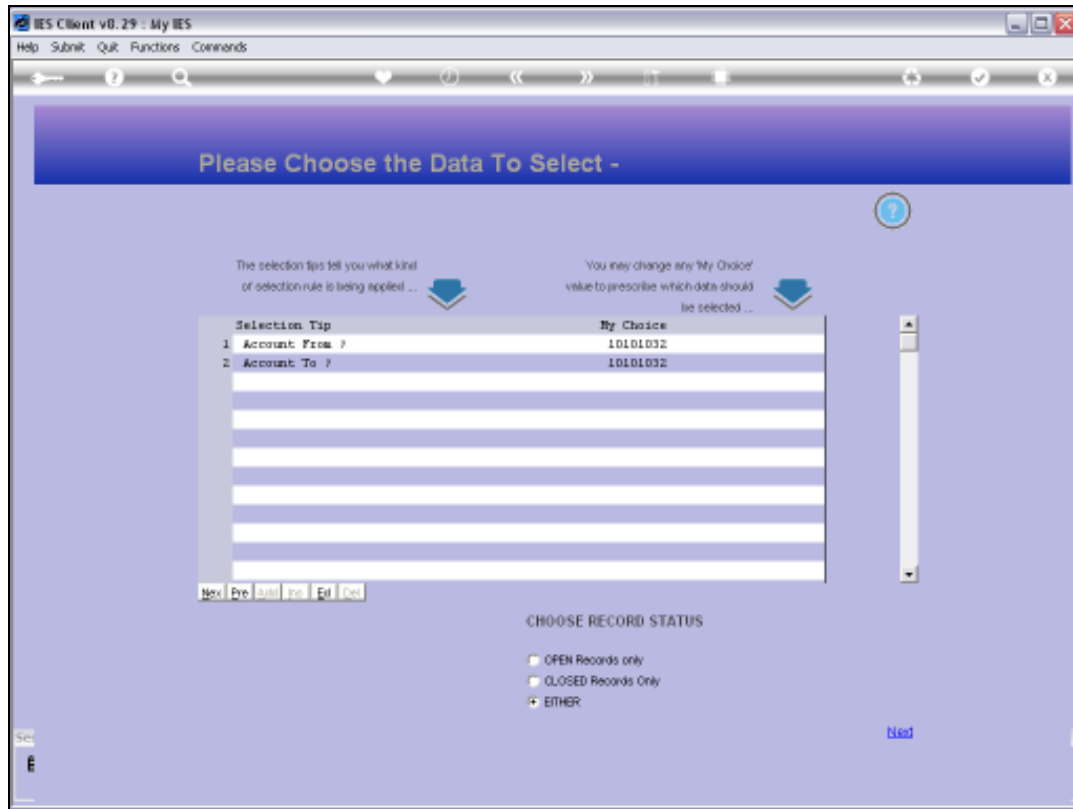 IES Client v8.29 : My IES
Help Submit Quit Functions Commands
Please Choose the Data To Select -
The selection tips tell you what kind
of selection rule is being applied ...
You may change any 'My Choice'
value to prescribe which data should
be selected ...
Selection Tip My Choice
1 Account From ? 10101032
2 Account To ? 10101032
Nex Pre Add Ins Ed Del
CHOOSE RECORD STATUS
OPEN Records only
CLOSED Records Only
EITHER
Next